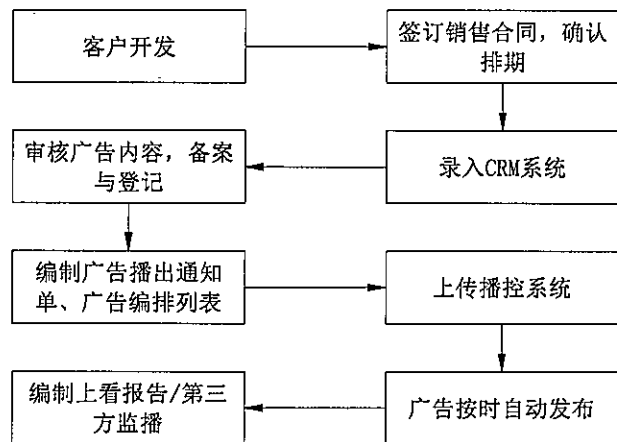 客户开发
签订销售合同，确认
排期
审核广告内容，备案
与登记
录入CRM系统
编制广告播出通知
单、广告编排列表
上传播控系统
编制上看报告/第三
方监播
广告按时自动发布